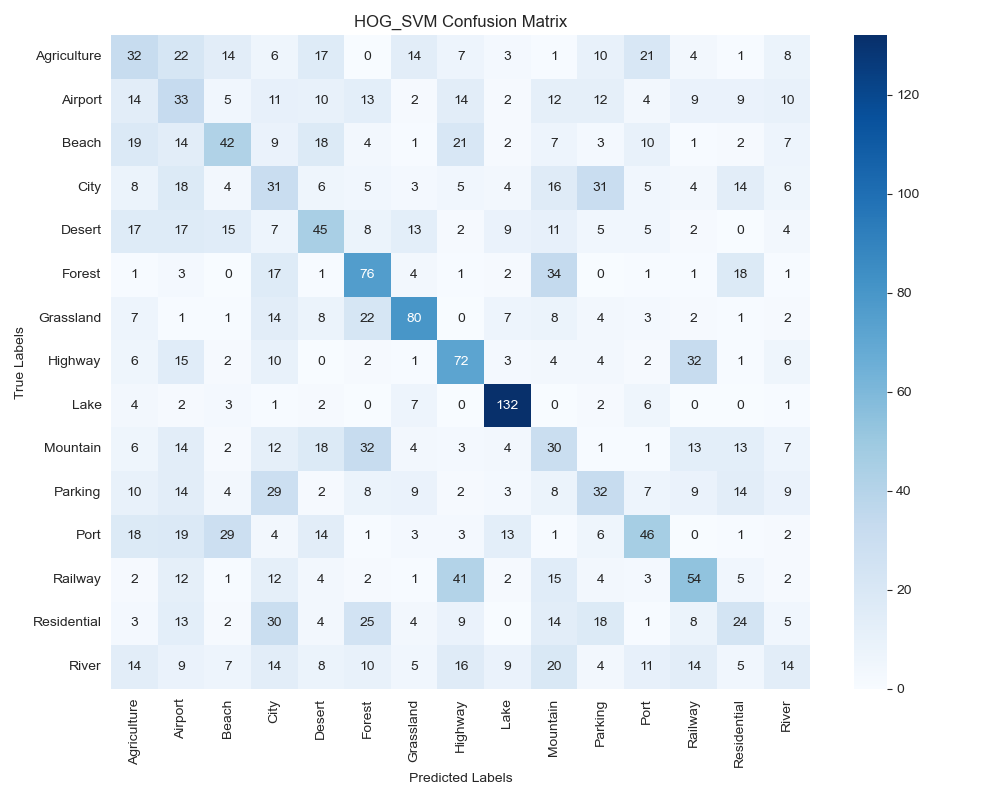 HOG_SVM Confusion Matrix
Agriculture 32 22 14 6 17 0 14 7 3 1 10 21 4 1 8
Airport 14 33 5 11 10 13 2 14 2 12 12 4 9 9 10
Beach 19 14 42 9 18 4 1 21 2 7 3 10 1 2 7
City 8 18 4 31 6 5 3 5 4 16 31 5 4 14 6
Desert 17 17 15 7 45 8 13 2 9 11 5 5 2 0 4
Forest 1 3 0 17 1 76 4 1 2 34 0 1 1 18 1
Grassland 7 1 1 14 8 22 80 0 7 8 4 3 2 1 2
Highway 6 15 2 10 0 2 1 72 3 4 4 2 32 1 6
Lake 4 2 3 1 2 0 7 0 132 0 2 6 0 0 1
Mountain 6 14 2 12 18 32 4 3 4 30 1 1 13 13 7
Parking 10 14 4 29 2 8 9 2 3 8 32 7 9 14 9
Port 18 19 29 4 14 1 3 3 13 1 6 46 0 1 2
Railway 2 12 1 12 4 2 1 41 2 15 4 3 54 5 2
Residential 3 13 2 30 4 25 4 9 0 14 18 1 8 24 5
River 14 9 7 14 8 10 5 16 9 20 4 11 14 5 14
True Labels
Agriculture Airport Beach City Desert Forest Grassland Highway Lake Mountain Parking Port Railway Residential River
Predicted Labels
120
100
80
60
40
20
0